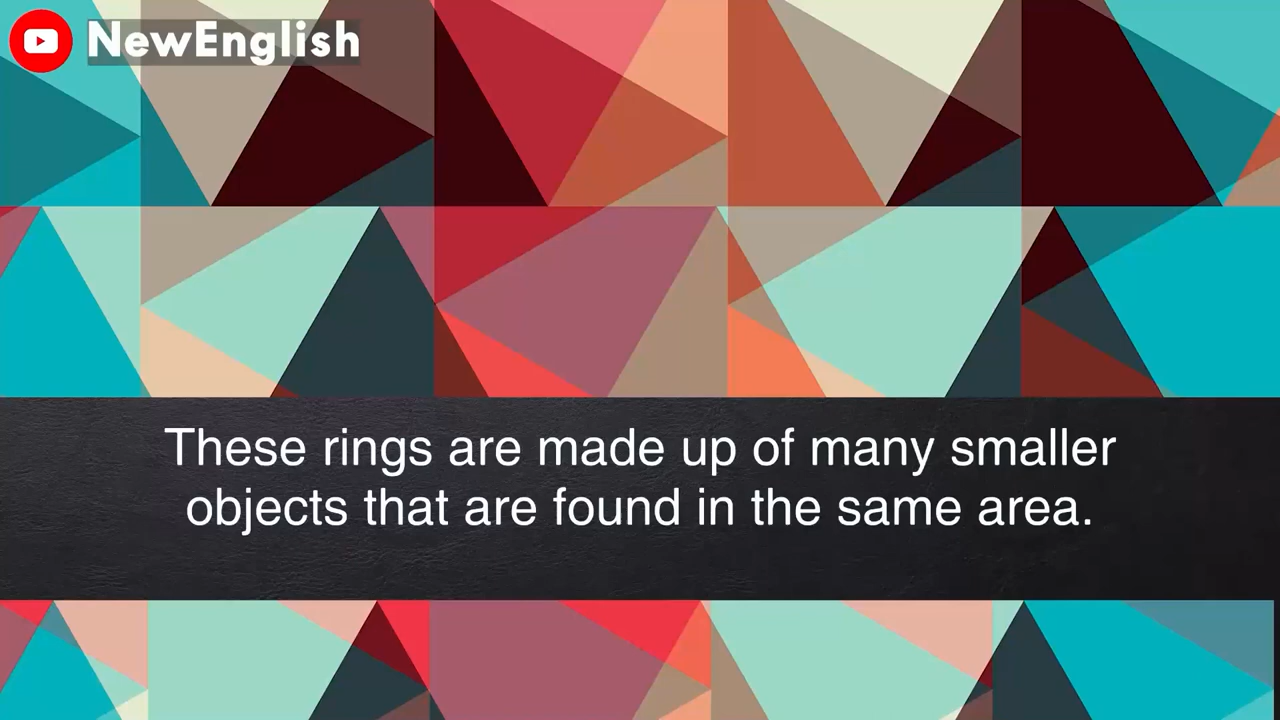 NewEnglish
These rings are made up of many smaller
objects that are found in the same area.